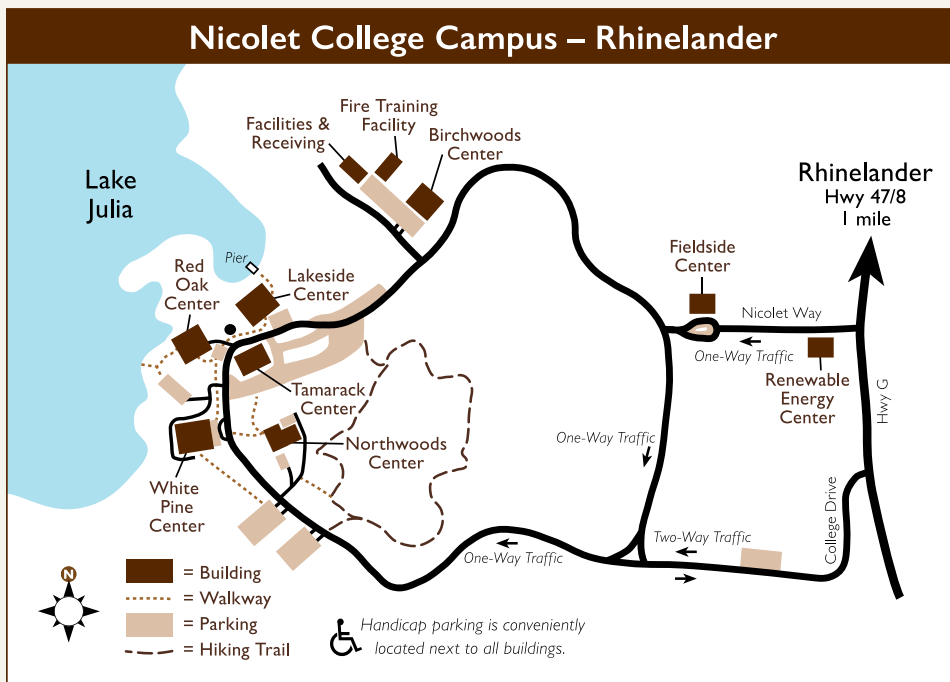 Nicolet College Campus – Rhinelander
Fire Training
Facility
Facilities &
Receiving
Birchwoods
Center
Lake
Julia
Rhinelander
Hwy 47/8
1 mile
Pier
Red
Oak
Center
Lakeside
Center
Fieldside
Center
Nicolet Way
One-Way Traffic
Renewable
Energy
Center
Hwy G
Tamarack
Center
Northwoods
Center
One-Way Traffic
White
Pine
Center
College Drive
Two-Way Traffic
One-Way Traffic
N
= Building
= Walkway
= Parking
= Hiking Trail
Handicap parking is conveniently
located next to all buildings.